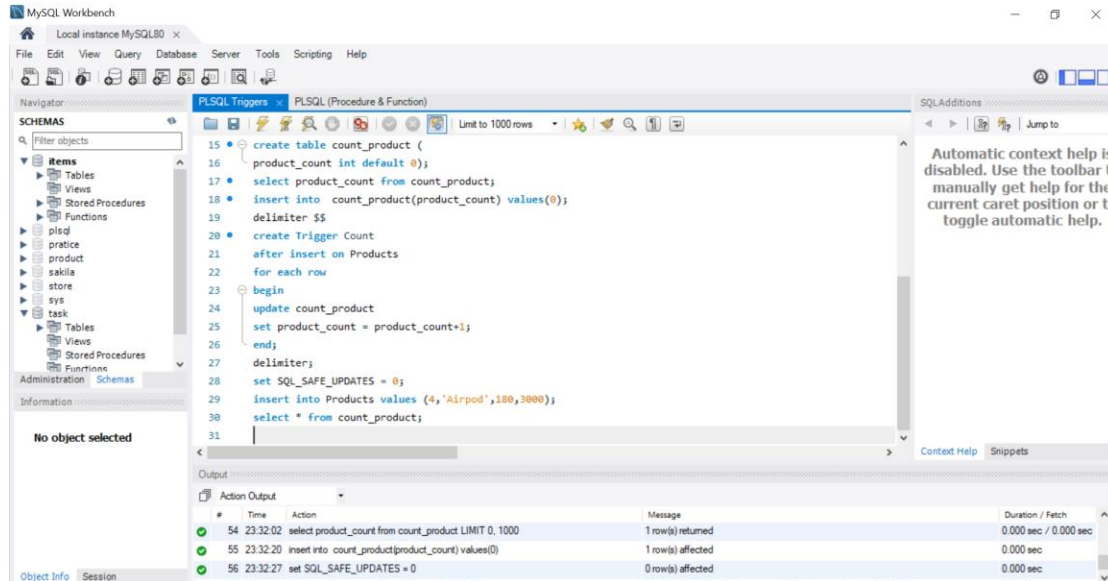 MySQL Workbench
Local instance MySQL80 ×
File Edit View Query Database Server Tools Scripting Help
Navigator
SCHEMAS
Filter objects
items
Tables
Views
Stored Procedures
Functions
plsql
pratice
product
sakila
store
sys
task
Tables
Views
Stored Procedures
Functions
Administration Schemas
Information
No object selected
Object Info Session
PLSQL Triggers × PLSQL (Procedure & Function)
Limit to 1000 rows
15 create table count_product (
16 product_count int default 0);
17 select product_count from count_product;
18 insert into count_product(product_count) values(0);
19 delimiter $$
20 create Trigger Count
21 after insert on Products
22 for each row
23 begin
24 update count_product
25 set product_count = product_count+1;
26 end;
27 delimiter;
28 set SQL_SAFE_UPDATES = 0;
29 insert into Products values (4,'Airpod',180,3000);
30 select * from count_product;
31
SQLAdditions
Jump to
Automatic context help is
disabled. Use the toolbar
manually get help for the
current caret position or
toggle automatic help.
Context Help Snippets
Output
Action Output
# Time Action Message Duration / Fetch
54 23:32:02 select product_count from count_product LIMIT 0, 1000 1 row(s) returned 0.000 sec / 0.000 sec
55 23:32:20 insert into count_product(product_count) values(0) 1 row(s) affected 0.000 sec
56 23:32:27 set SQL_SAFE_UPDATES = 0 0 row(s) affected 0.000 sec